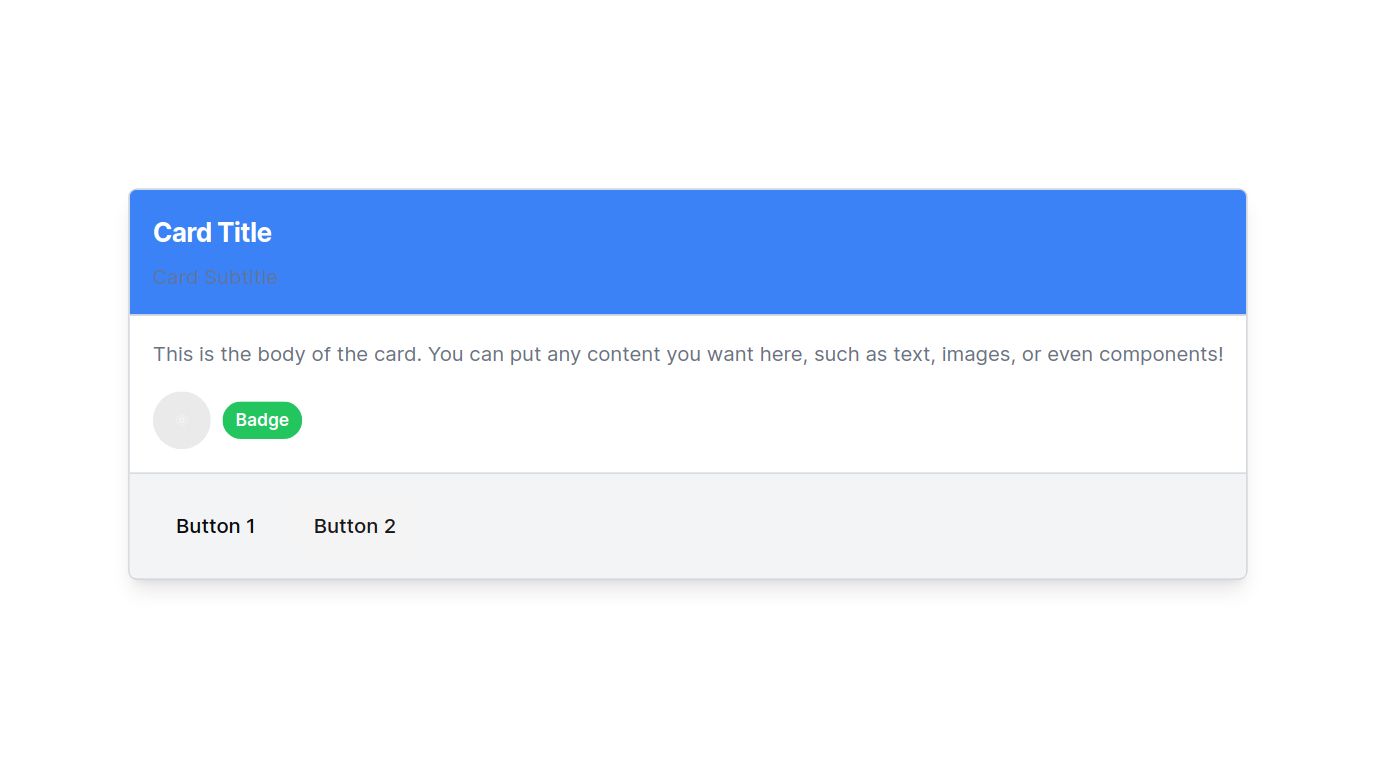 Card Title
Card Subtitle
This is the body of the card. You can put any content you want here, such as text, images, or even components!
Badge
Button 1 Button 2